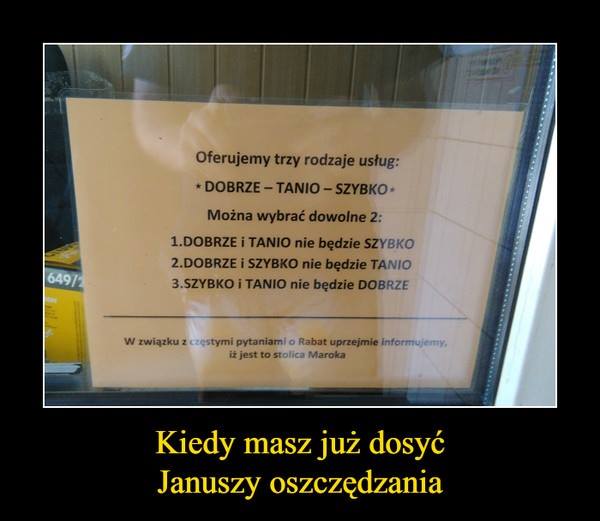 Oferujemy trzy rodzaje usług:
* DOBRZE – TANIO – SZYBKO*
Można wybrać dowolne 2:
1.DOBRZE i TANIO nie będzie SZYBKO
2.DOBRZE i SZYBKO nie będzie TANIO
3.SZYBKO i TANIO nie będzie DOBRZE
649/
W związku z częstymi pytaniami o Rabat uprzejmie informujemy,
iż jest to stolica Maroka
Kiedy masz już dosyć
Januszy oszczędzania